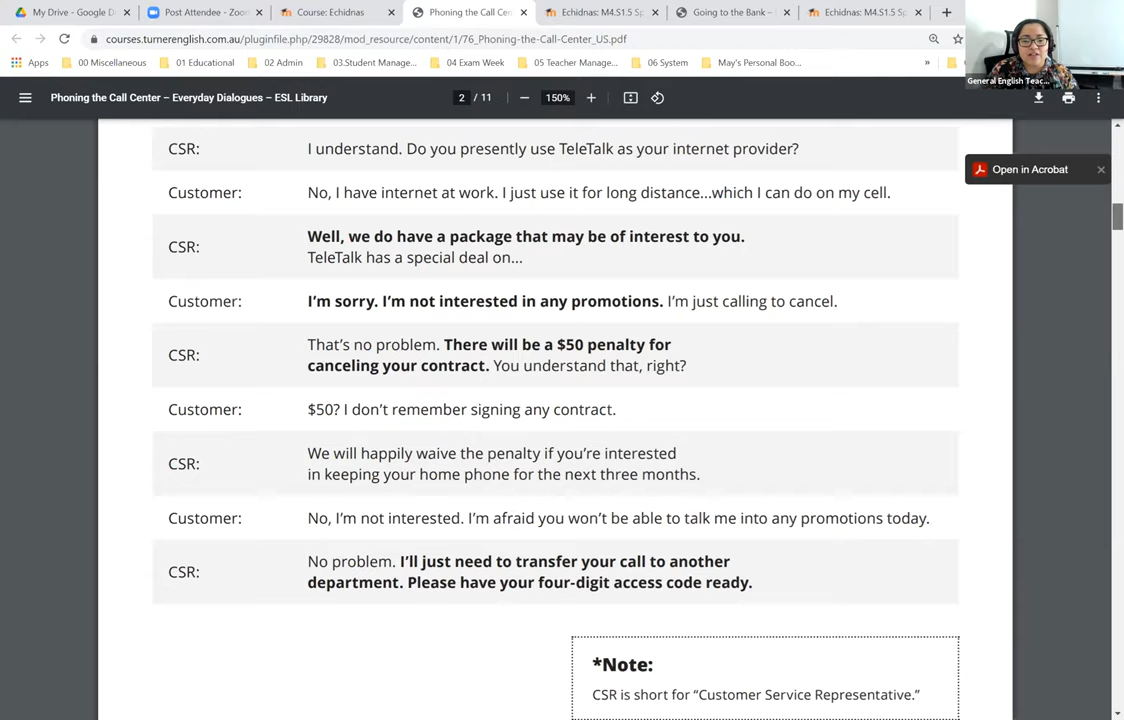 My Drive - Google D
Post Attendee - Zoo
Course: Echidnas
Phoning the Call Cen
Echidnas: M4.S1.5 Sp
Going to the Bank –
Echidnas: M4.S1.5 Sp
courses.turnerenglish.com.au/pluginfile.php/29828/mod_resource/content/1/76_Phoning-the-Call-Center_US.pdf
Apps
00 Miscellaneous
01 Educational
02 Admin
03.Student Manage...
04 Exam Week
05 Teacher Manage...
06 System
May's Personal Boo...
»
General English Teac...
Phoning the Call Center – Everyday Dialogues – ESL Library
2 / 11
150%
Open in Acrobat
CSR: I understand. Do you presently use TeleTalk as your internet provider?
Customer: No, I have internet at work. I just use it for long distance...which I can do on my cell.
CSR: Well, we do have a package that may be of interest to you.
TeleTalk has a special deal on...
Customer: I'm sorry. I'm not interested in any promotions. I'm just calling to cancel.
CSR: That's no problem. There will be a $50 penalty for
canceling your contract. You understand that, right?
Customer: $50? I don't remember signing any contract.
CSR: We will happily waive the penalty if you're interested
in keeping your home phone for the next three months.
Customer: No, I'm not interested. I'm afraid you won't be able to talk me into any promotions today.
CSR: No problem. I'll just need to transfer your call to another
department. Please have your four-digit access code ready.
*Note:
CSR is short for “Customer Service Representative.”